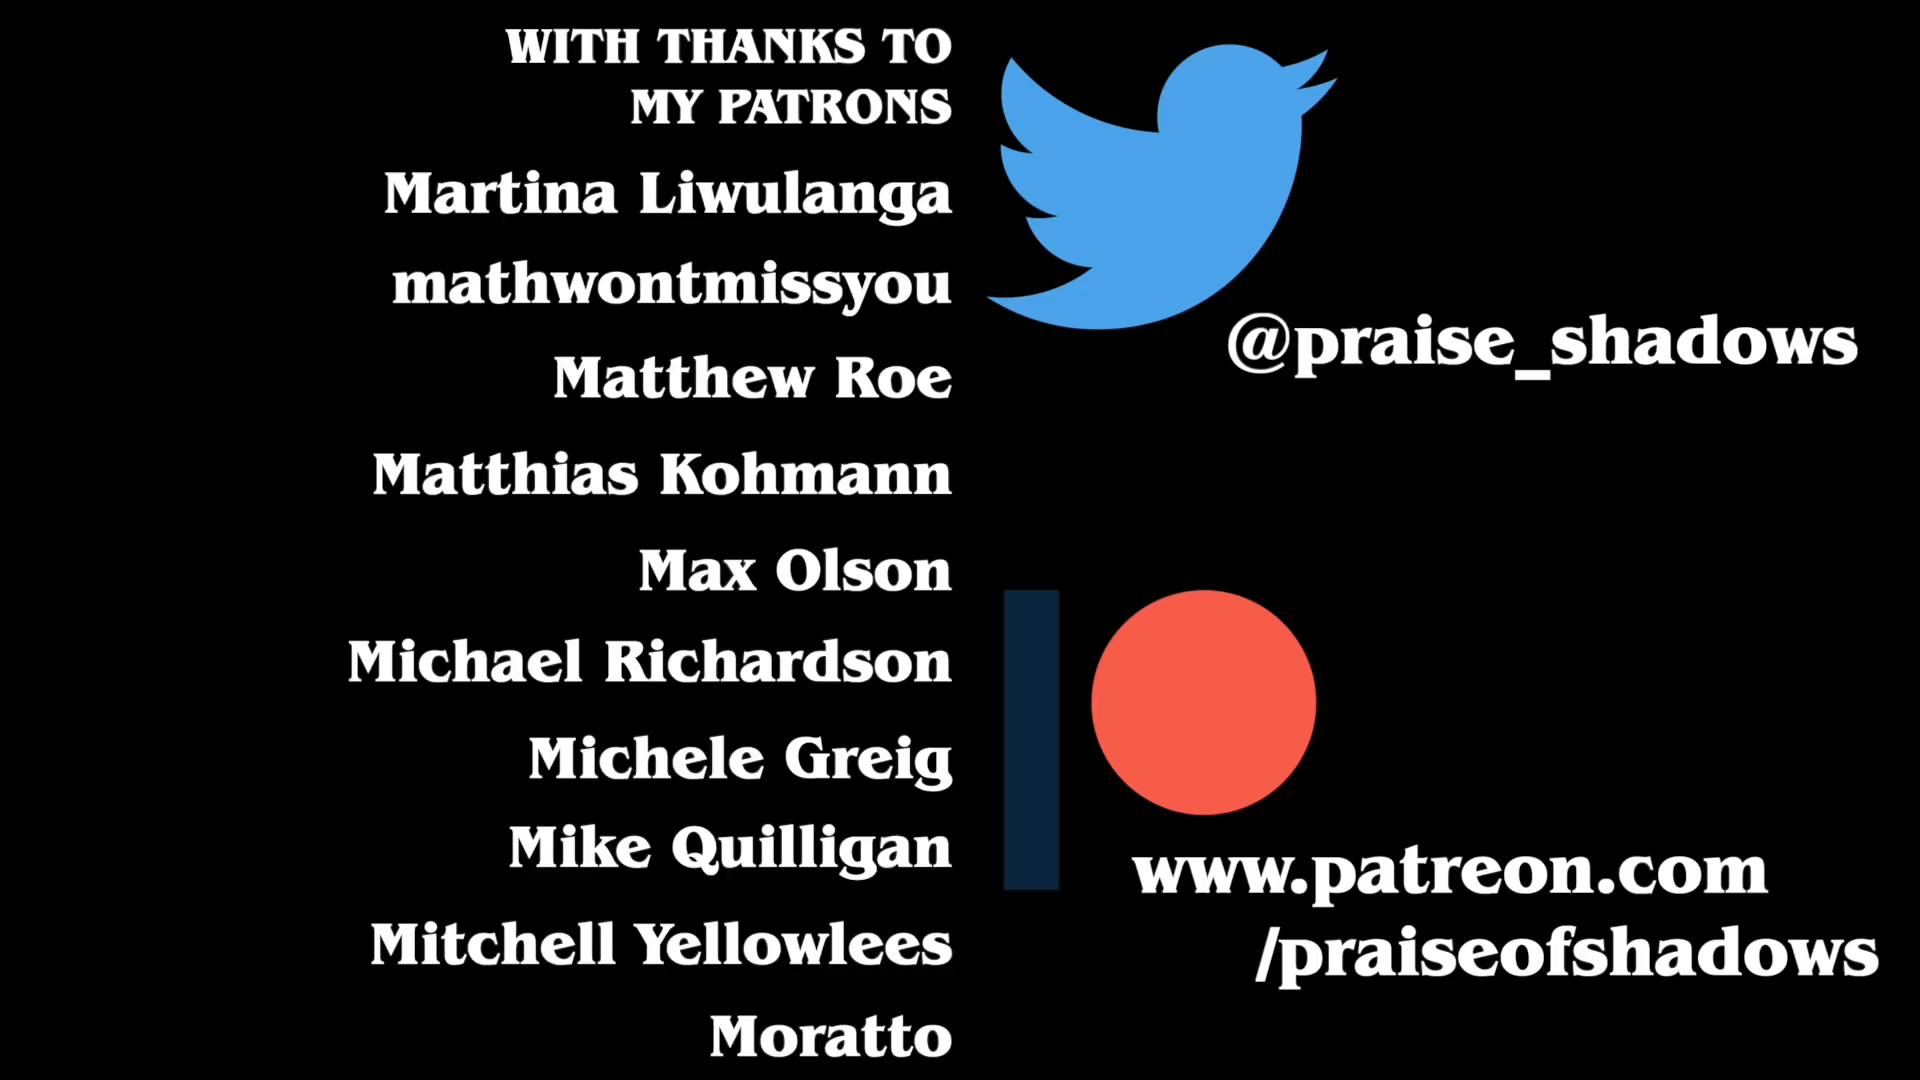 WITH THANKS TO
MY PATRONS
Martina Liwulanga
mathwontmissyou
Matthew Roe
Matthias Kohmann
Max Olson
Michael Richardson
Michele Greig
Mike Quilligan
Mitchell Yellowlees
Moratto
@praise_shadows
www.patreon.com
/praiseofshadows